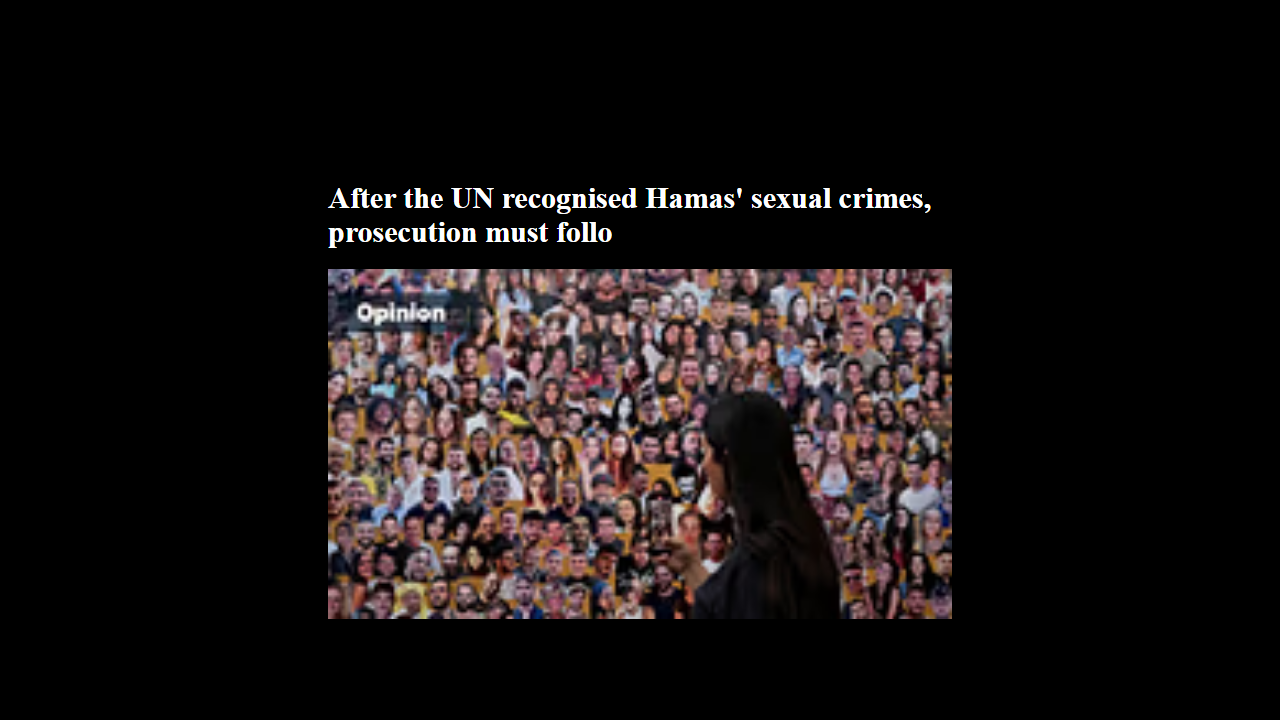 After the UN recognised Hamas' sexual crimes,
prosecution must follo
Opinion